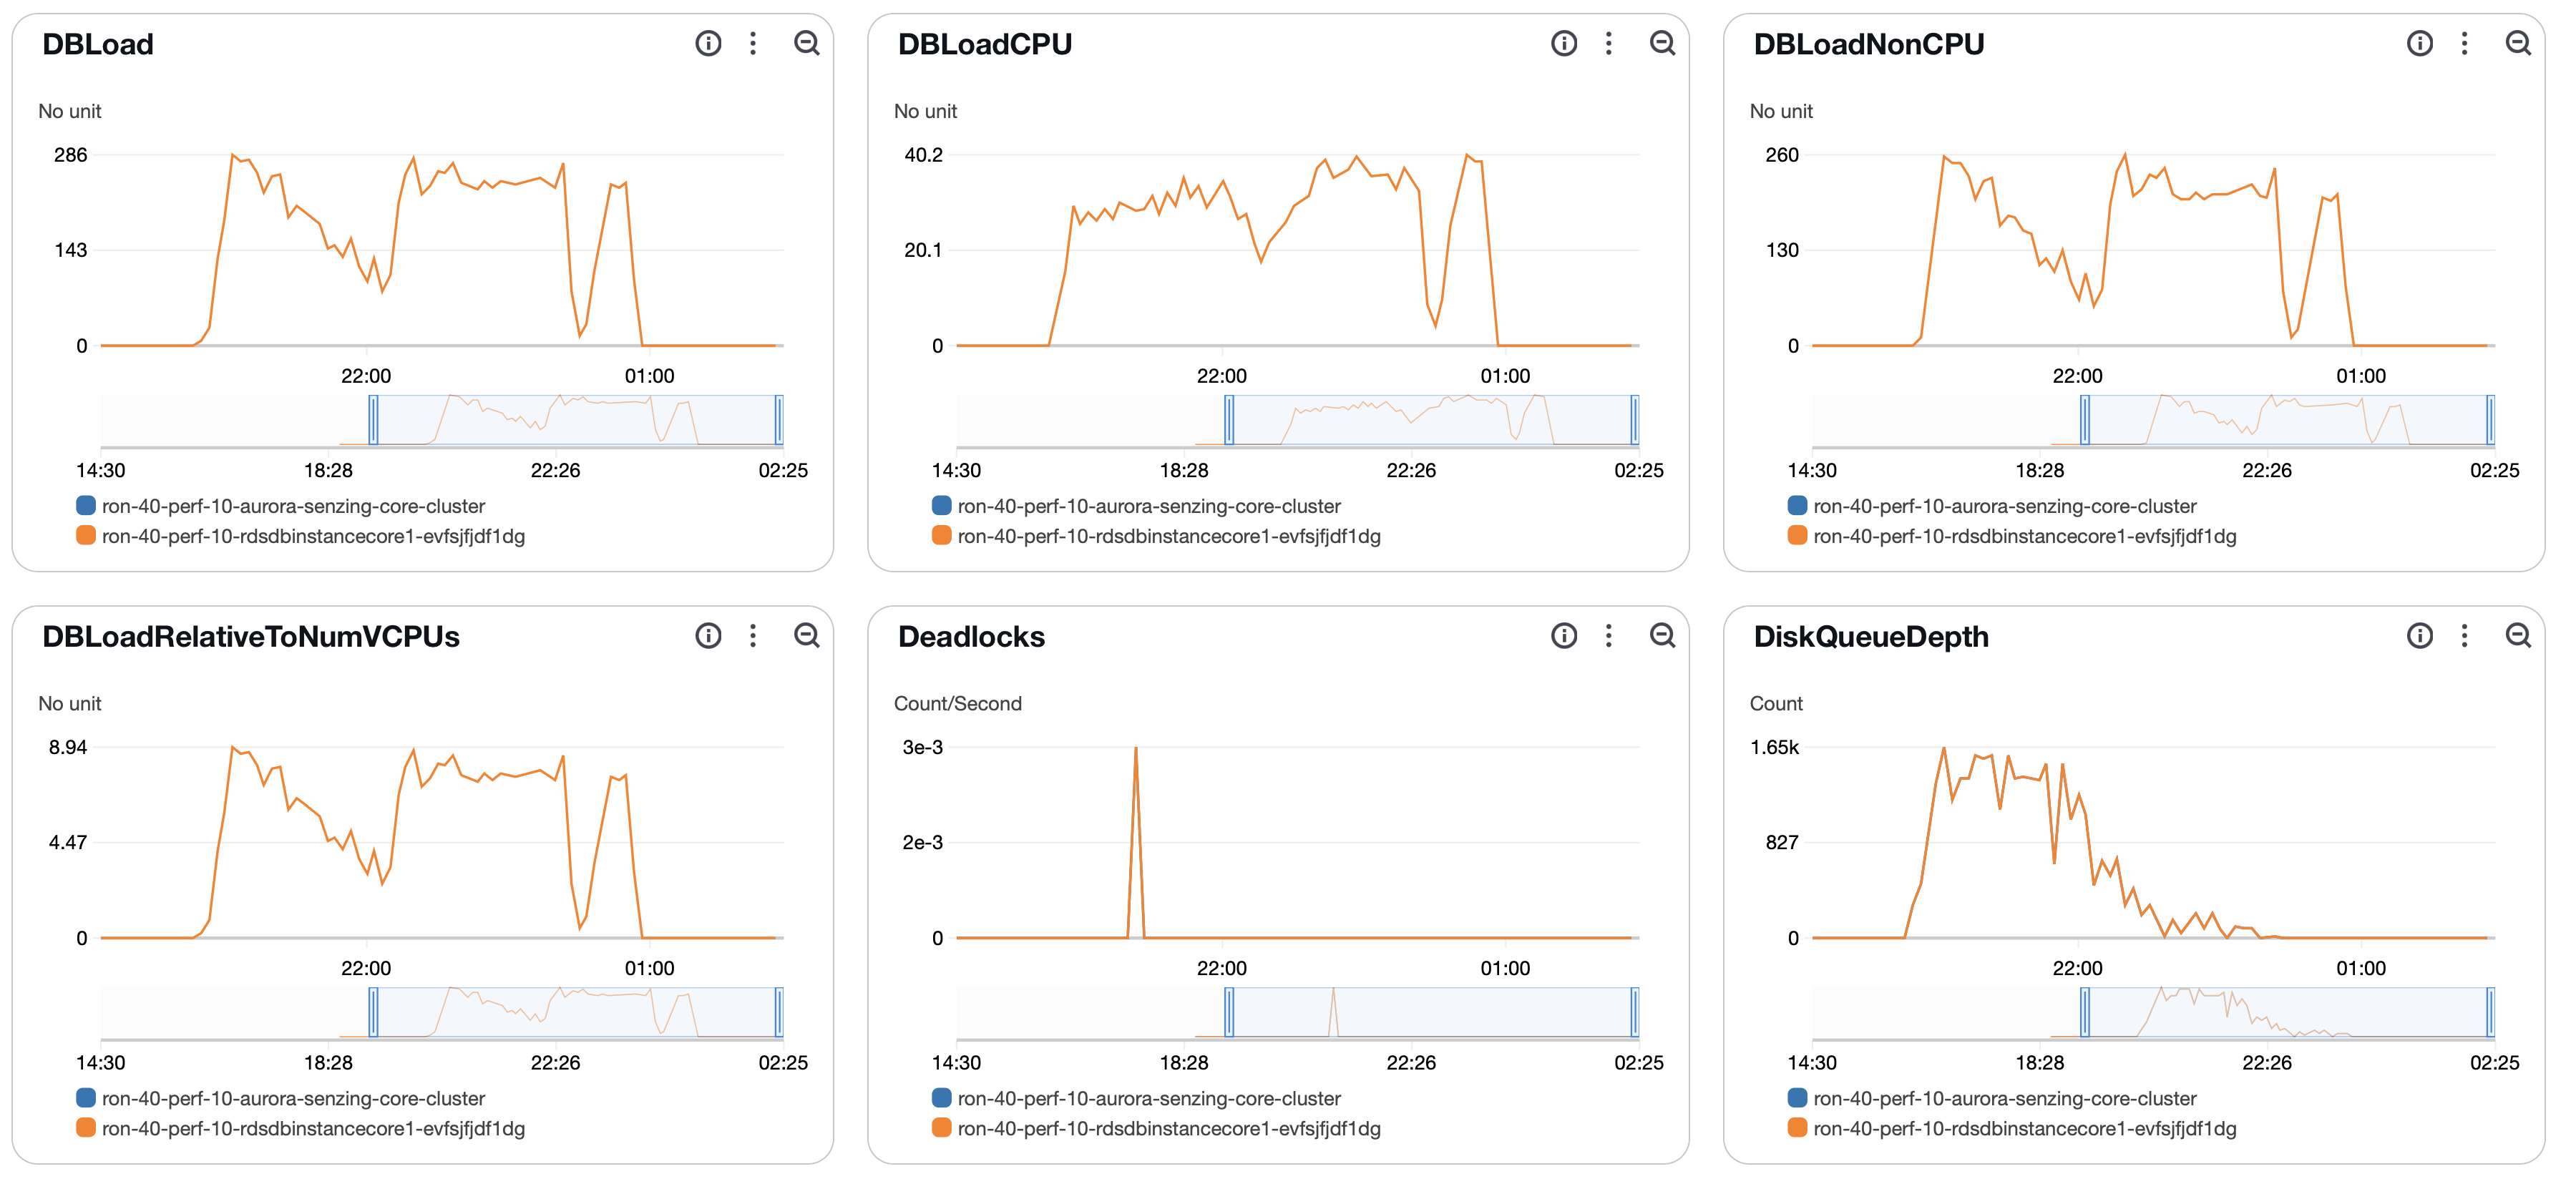 DBLoad
No unit
286
143
0
22:00 01:00
14:30 18:28 22:26 02:25
ron-40-perf-10-aurora-senzing-core-cluster
ron-40-perf-10-rdsdbinstancecore1-evfsjfjdf1dg
DBLoadCPU
No unit
40.2
20.1
0
22:00 01:00
14:30 18:28 22:26 02:25
ron-40-perf-10-aurora-senzing-core-cluster
ron-40-perf-10-rdsdbinstancecore1-evfsjfjdf1dg
DBLoadNonCPU
No unit
260
130
0
22:00 01:00
14:30 18:28 22:26 02:25
ron-40-perf-10-aurora-senzing-core-cluster
ron-40-perf-10-rdsdbinstancecore1-evfsjfjdf1dg
DBLoadRelativeToNumVCPUs
No unit
8.94
4.47
0
22:00 01:00
14:30 18:28 22:26 02:25
ron-40-perf-10-aurora-senzing-core-cluster
ron-40-perf-10-rdsdbinstancecore1-evfsjfjdf1dg
Deadlocks
Count/Second
3e-3
2e-3
0
22:00 01:00
14:30 18:28 22:26 02:25
ron-40-perf-10-aurora-senzing-core-cluster
ron-40-perf-10-rdsdbinstancecore1-evfsjfjdf1dg
DiskQueueDepth
Count
1.65k
827
0
22:00 01:00
14:30 18:28 22:26 02:25
ron-40-perf-10-aurora-senzing-core-cluster
ron-40-perf-10-rdsdbinstancecore1-evfsjfjdf1dg